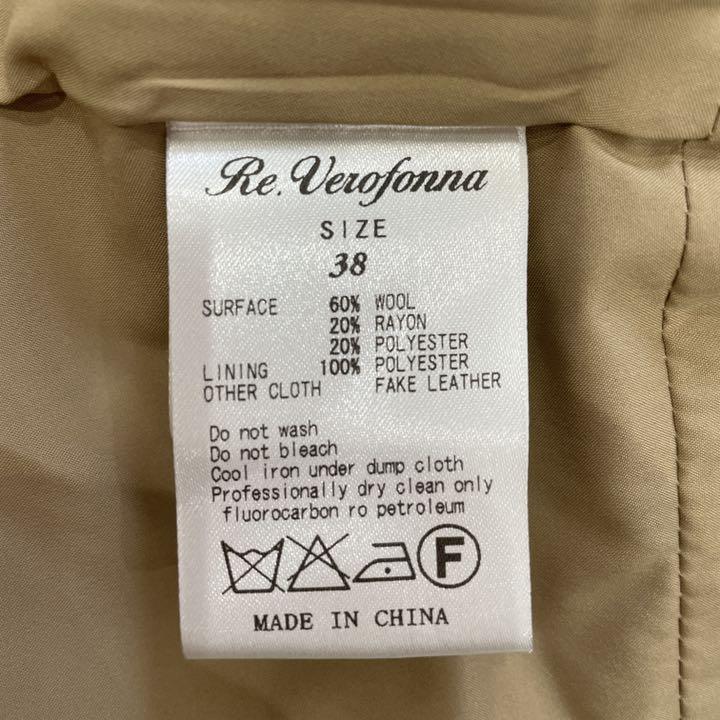 Re. Verofonna
SIZE
38
SURFACE 60% WOOL
20% RAYON
20% POLYESTER
LINING 100% POLYESTER
OTHER CLOTH FAKE LEATHER
Do not wash
Do not bleach
Cool iron under dump cloth
Professionally dry clean only
fluorocarbon ro petroleum
F
MADE IN CHINA